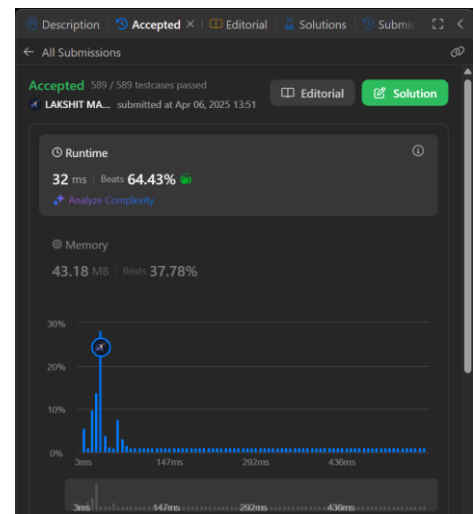 Description Accepted × Editorial Solutions Submis
← All Submissions
Accepted 589 / 589 testcases passed
LAKSHIT MA... submitted at Apr 06, 2025 13:51
Editorial
Solution
Runtime
32 ms Beats 64.43%
Analyze Complexity
Memory
43.18 MB Beats 37.78%
30%
20%
10%
0%
3ms 147ms 292ms 436ms
3ms 147ms 292ms 436ms